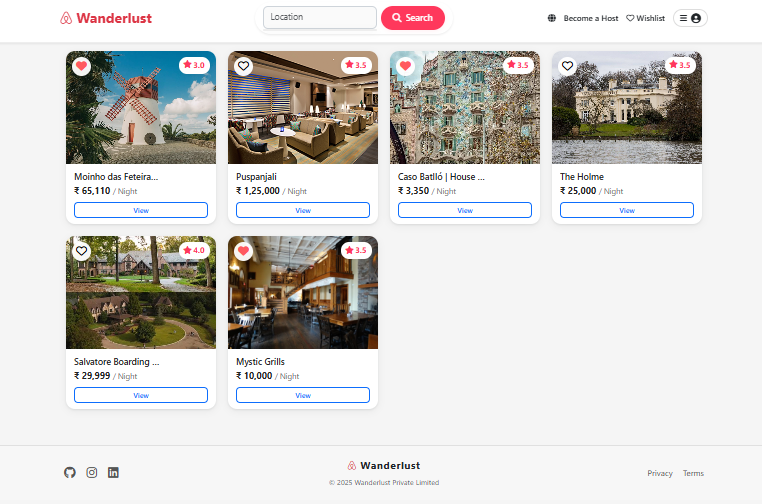 Wanderlust
Location
Search
Become a Host
Wishlist
3.0
3.5
3.5
3.5
Moinho das Feteira...
₹ 65,110 / Night
View
Puspanjali
₹ 1,25,000 / Night
View
Caso Batlló | House ...
₹ 3,350 / Night
View
The Holme
₹ 25,000 / Night
View
4.0
3.5
Salvatore Boarding ...
₹ 29,999 / Night
View
Mystic Grills
₹ 10,000 / Night
View
Wanderlust
© 2025 Wanderlust Private Limited
Privacy Terms